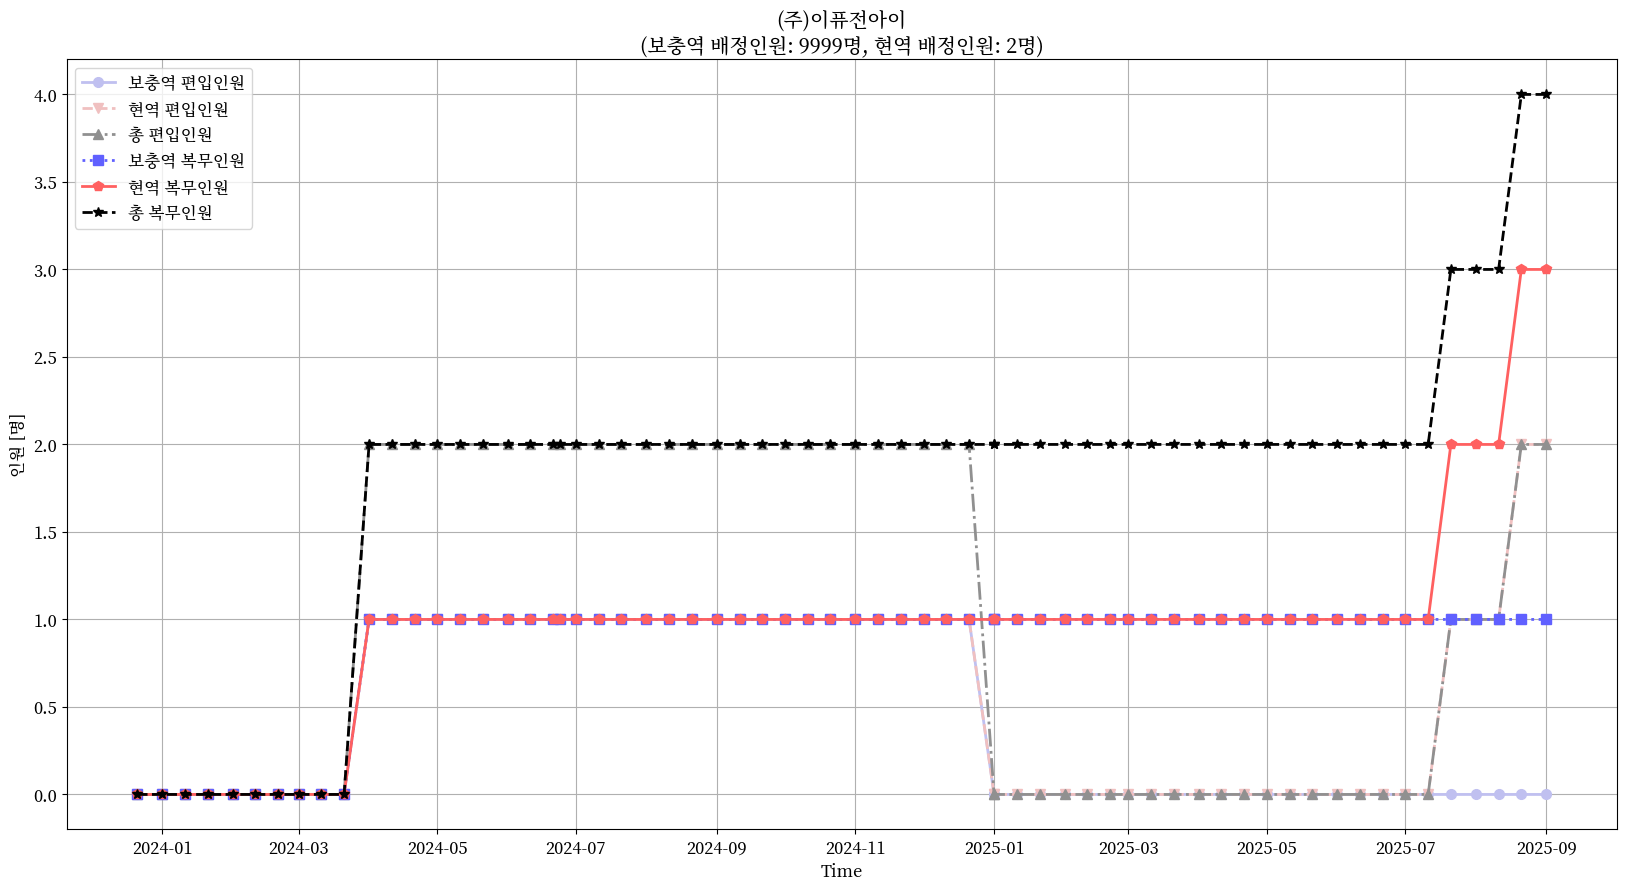 (주)이퓨전아이
(보충역 배정인원: 9999명, 현역 배정인원: 2명)
보충역 편입인원
현역 편입인원
총 편입인원
보충역 복무인원
현역 복무인원
총 복무인원
4.0
3.5
3.0
2.5
2.0
1.5
1.0
0.5
0.0
인원 [명]
2024-01
2024-03
2024-05
2024-07
2024-09
2024-11
2025-01
2025-03
2025-05
2025-07
2025-09
Time